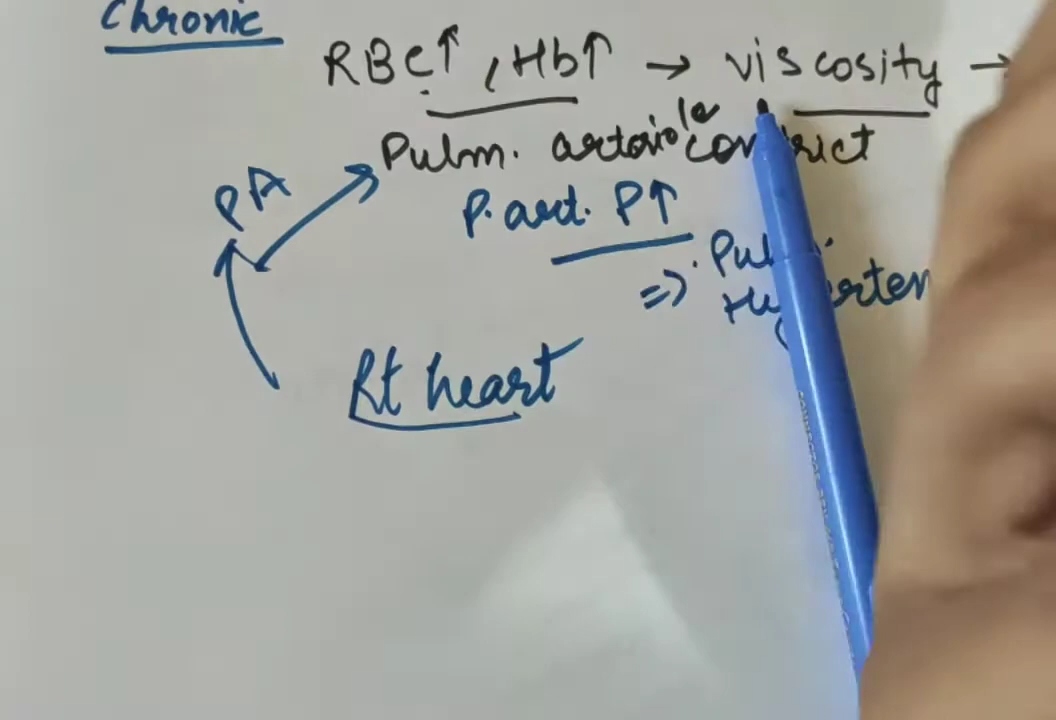 Chronic
RBC↑, Hb↑ → viscosity →
Pulm. arteriole
PA
P. art. P↑
⇒
Rt heart